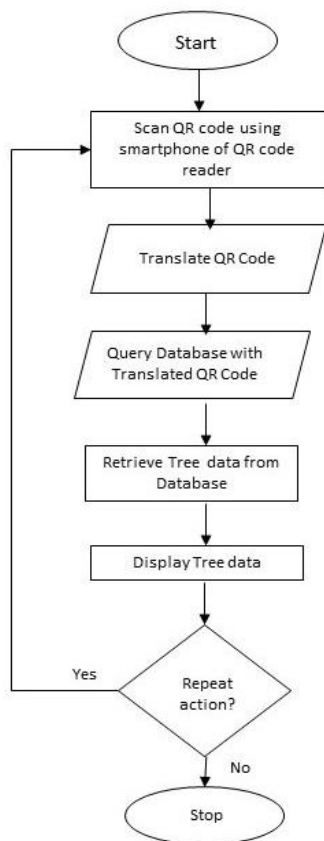 Start
Scan QR code using
smartphone of QR code
reader
Translate QR Code
Query Database with
Translated QR Code
Retrieve Tree data from
Database
Display Tree data
Yes
Repeat
action?
No
Stop